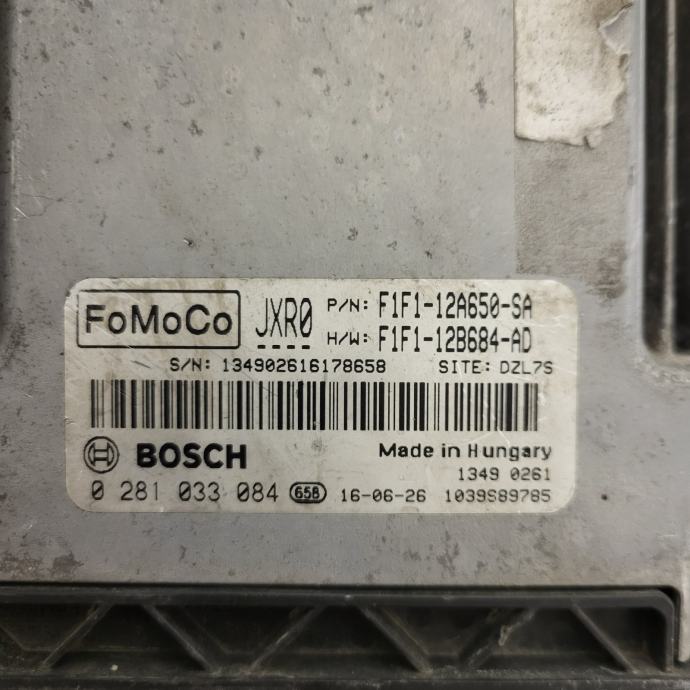 FoMoCo JXR0 P/N: F1F1-12A650-SA
H/W: F1F1-12B684-AD
S/N: 134902616178658 SITE: DZL7S
BOSCH Made in Hungary
1349 0261
0 281 033 084 658 16-06-26 1039S89785